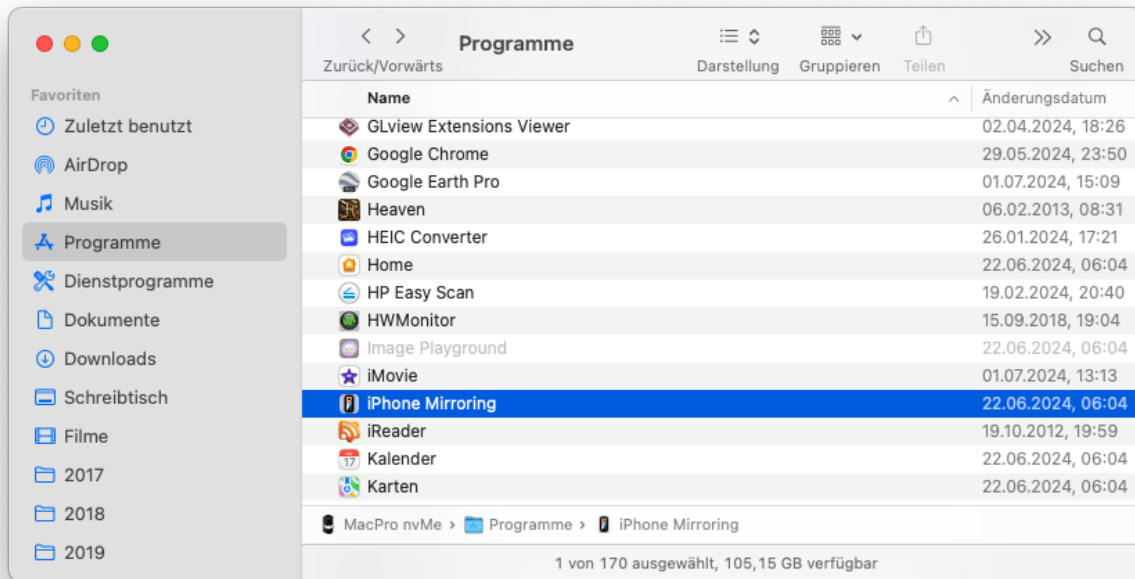 Programme
Zurück/Vorwärts
Darstellung
Gruppieren
Teilen
Suchen
Favoriten
Zuletzt benutzt
AirDrop
Musik
Programme
Dienstprogramme
Dokumente
Downloads
Schreibtisch
Filme
2017
2018
2019
Name Änderungsdatum
GLview Extensions Viewer 02.04.2024, 18:26
Google Chrome 29.05.2024, 23:50
Google Earth Pro 01.07.2024, 15:09
Heaven 06.02.2013, 08:31
HEIC Converter 26.01.2024, 17:21
Home 22.06.2024, 06:04
HP Easy Scan 19.02.2024, 20:40
HWMonitor 15.09.2018, 19:04
Image Playground 22.06.2024, 06:04
iMovie 01.07.2024, 13:13
iPhone Mirroring 22.06.2024, 06:04
iReader 19.10.2012, 19:59
Kalender 22.06.2024, 06:04
Karten 22.06.2024, 06:04
MacPro nvMe › Programme › iPhone Mirroring
1 von 170 ausgewählt, 105,15 GB verfügbar